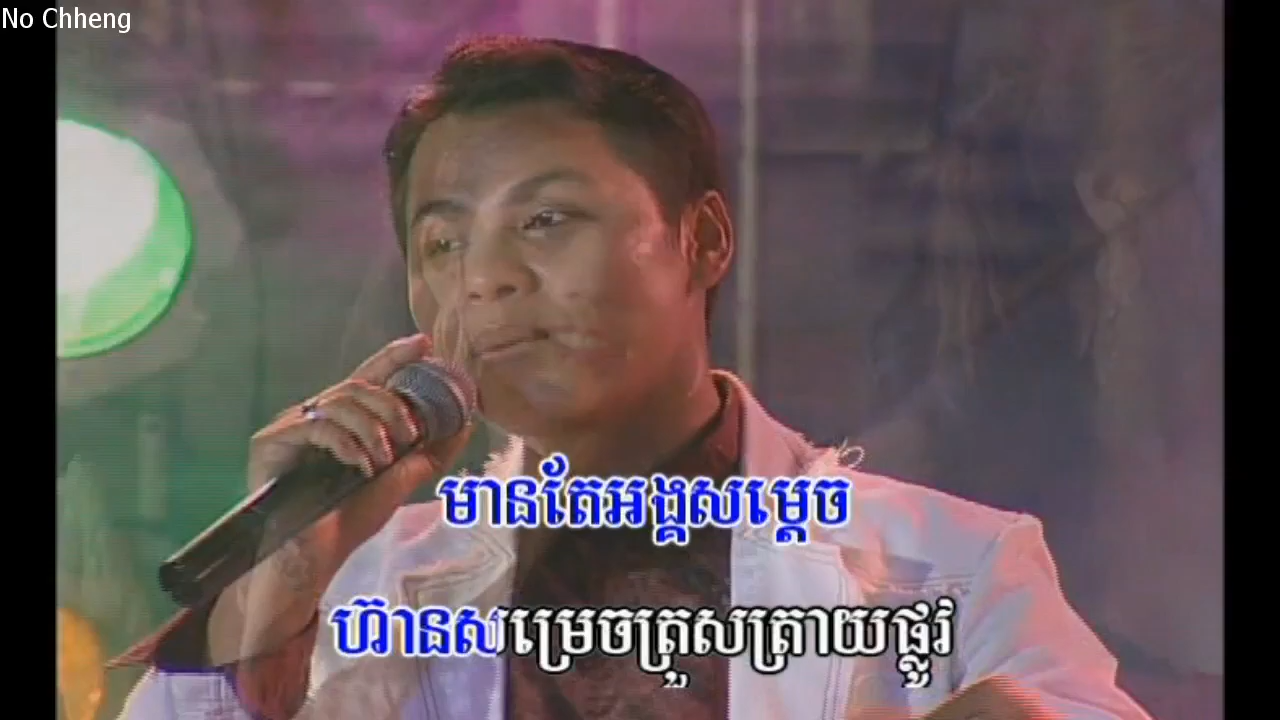 No Chheng
មានតែអង្គសម្ដេច
ហ៊ានសម្រេចត្រួសត្រាយផ្លូវ